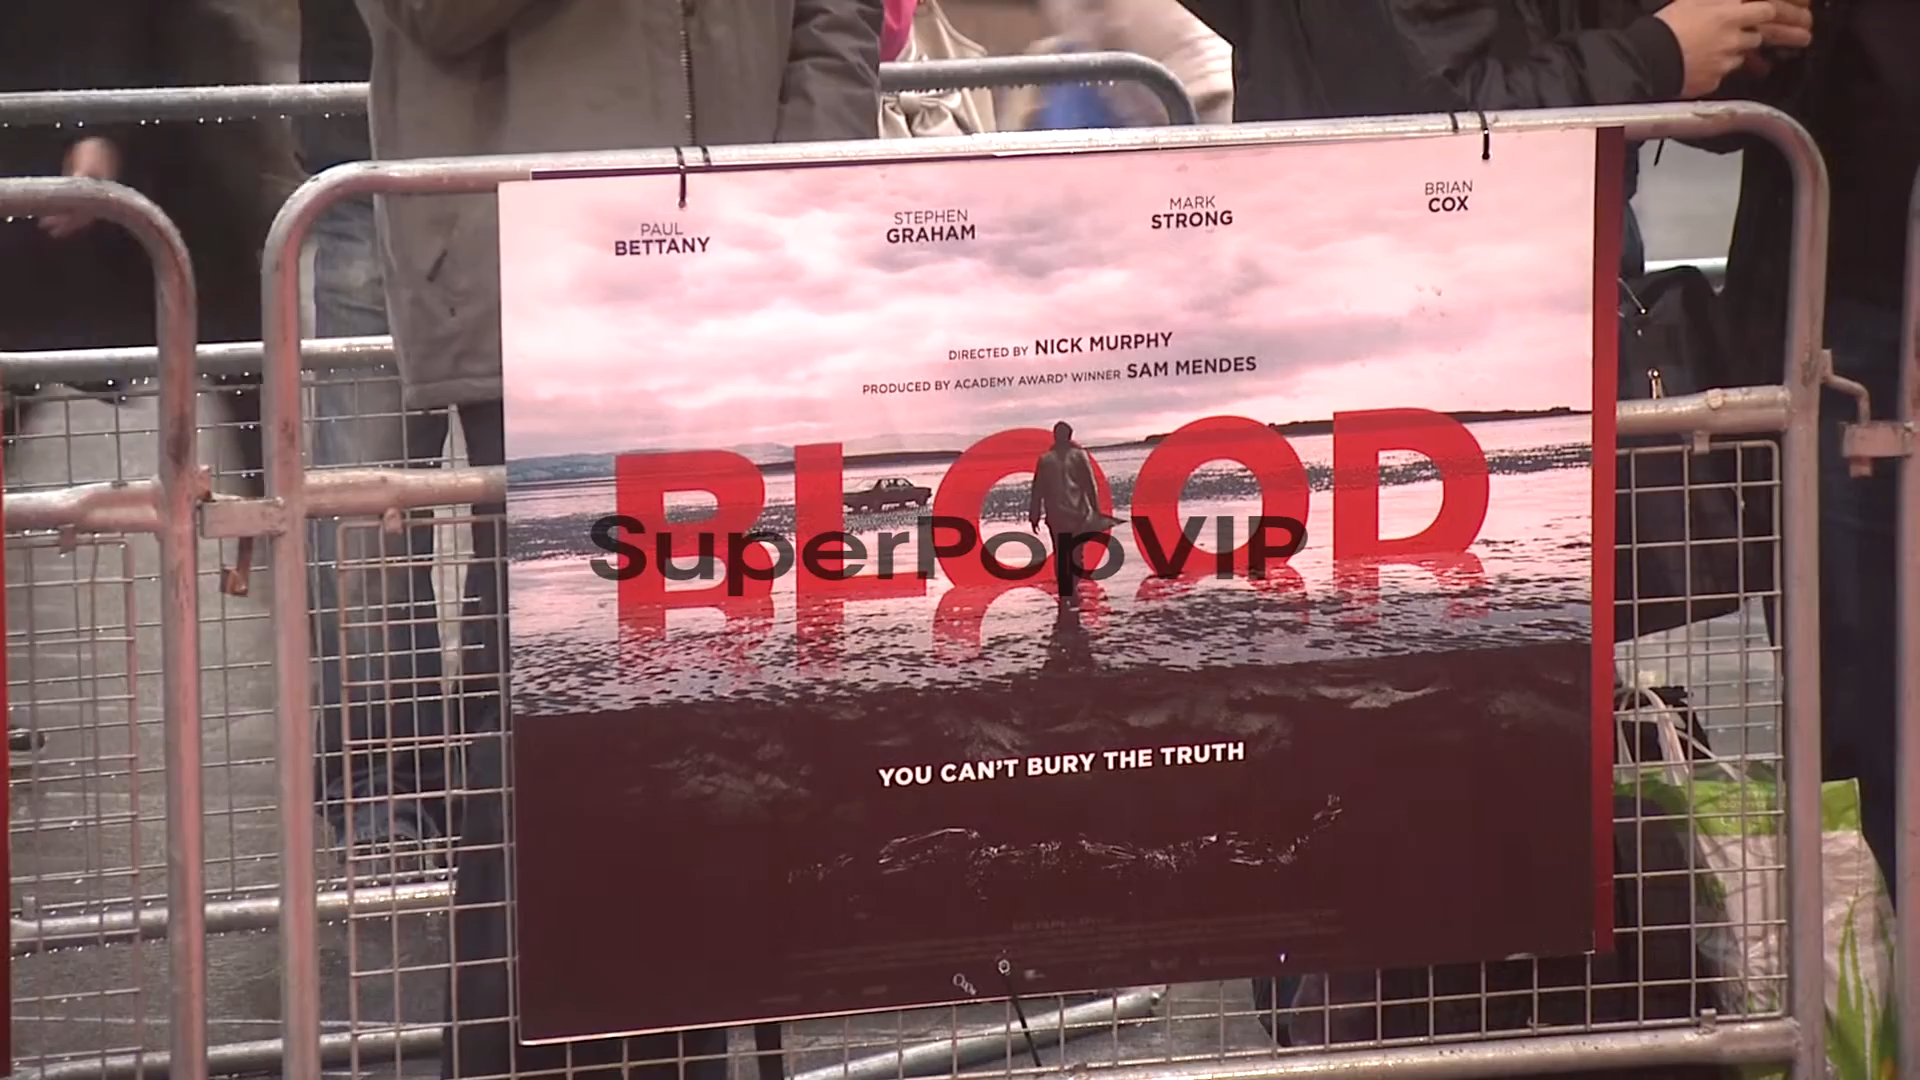 PAUL
BETTANY
STEPHEN
GRAHAM
MARK
STRONG
BRIAN
COX
DIRECTED BY NICK MURPHY
PRODUCED BY ACADEMY AWARD® WINNER SAM MENDES
BLOOD
SuperPopVIP
YOU CAN'T BURY THE TRUTH